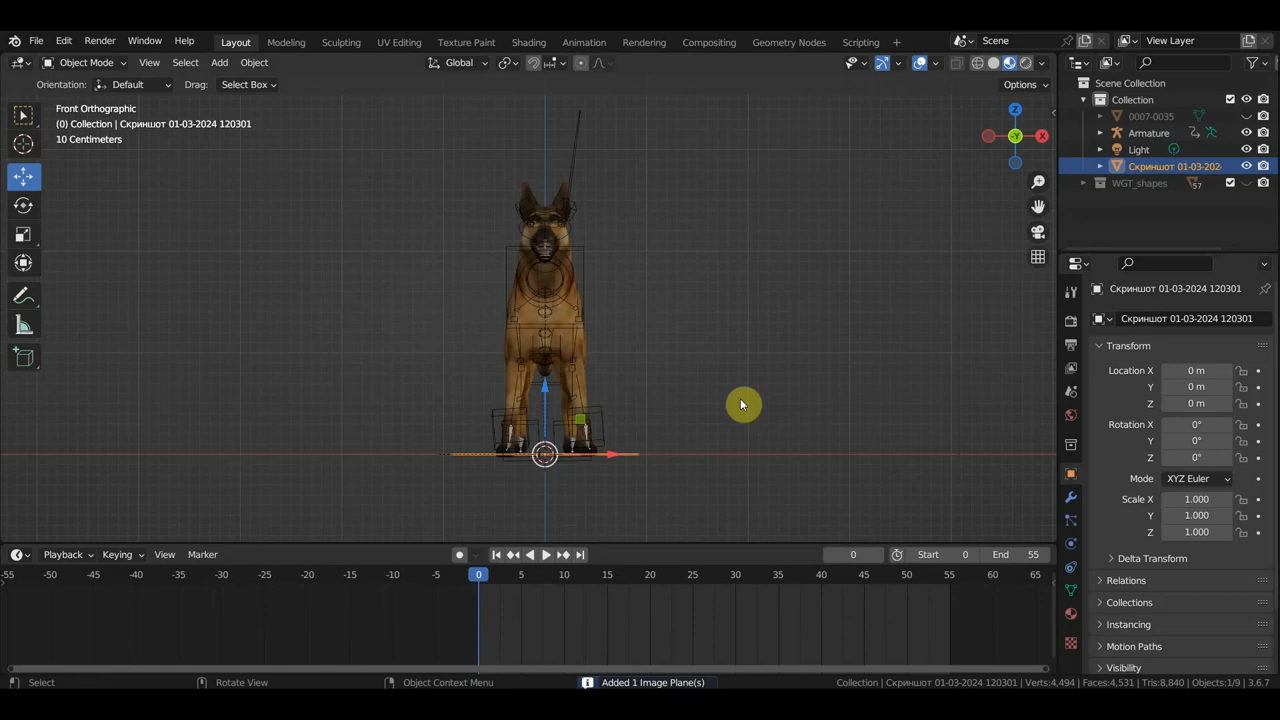 File Edit Render Window Help Layout Modeling Sculpting UV Editing Texture Paint Shading Animation Rendering Compositing Geometry Nodes Scripting + Scene View Layer
Object Mode View Select Add Object Global Options
Orientation: Default Drag: Select Box
Front Orthographic
(0) Collection | Скриншот 01-03-2024 120301
10 Centimeters
Z
-Y
X
Scene Collection
Collection
0007-0035
Armature
Light
Скриншот 01-03-202
WGT_shapes 57
Скриншот 01-03-2024 120301
Скриншот 01-03-2024 120301
Transform
Location X 0 m
Y 0 m
Z 0 m
Rotation X 0°
Y 0°
Z 0°
Mode XYZ Euler
Scale X 1.000
Y 1.000
Z 1.000
Delta Transform
Relations
Collections
Instancing
Motion Paths
Visibility
Playback Keying View Marker 0 Start 0 End 55
-55 -50 -45 -40 -35 -30 -25 -20 -15 -10 -5 0 5 10 15 20 25 30 35 40 45 50 55 60 65
Select Rotate View Object Context Menu Added 1 Image Plane(s) Collection | Скриншот 01-03-2024 120301 | Verts:4,494 | Faces:4,531 | Tris:8,840 | Objects:1/9 | 3.6.7